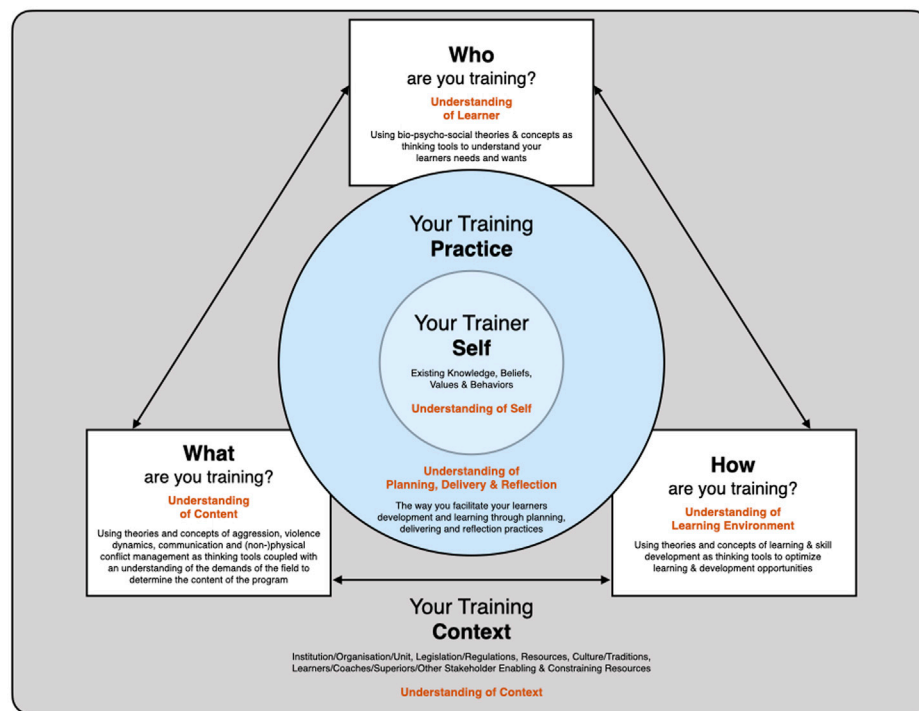 Who
are you training?
Understanding
of Learner
Using bio-psycho-social theories & concepts as
thinking tools to understand your
learners needs and wants
Your Training
Practice
Your Trainer
Self
Existing Knowledge, Beliefs,
Values & Behaviors
Understanding of Self
Understanding of
Planning, Delivery & Reflection
The way you facilitate your learners
development and learning through planning,
delivering and reflection practices
What
are you training?
Understanding
of Content
Using theories and concepts of aggression, violence
dynamics, communication and (non-)physical
conflict management as thinking tools coupled with
an understanding of the demands of the field to
determine the content of the program
How
are you training?
Understanding of
Learning Environment
Using theories and concepts of learning & skill
development as thinking tools to optimize
learning & development opportunities
Your Training
Context
Institution/Organisation/Unit, Legislation/Regulations, Resources, Culture/Traditions,
Learners/Coaches/Superiors/Other Stakeholder Enabling & Constraining Resources
Understanding of Context